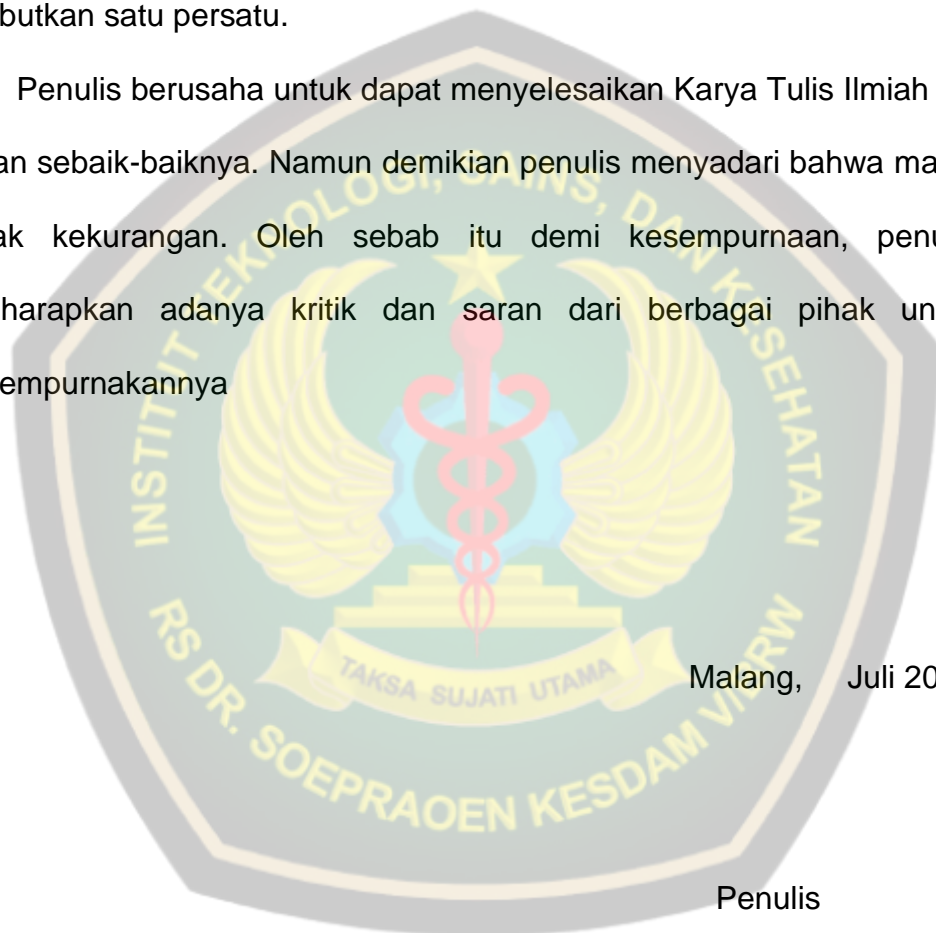 butkan satu persatu.
Penulis berusaha untuk dapat menyelesaikan Karya Tulis Ilmiah
an sebaik-baiknya. Namun demikian penulis menyadari bahwa ma
ak kekurangan. Oleh sebab itu demi kesempurnaan, penu
harapkan adanya kritik dan saran dari berbagai pihak un
empurnakannya
INSTITUT TEKNOLOGI, SAINS, DAN KESEHATAN
TAKSA SUJATI UTAMA
RS DR. SOEPRAOEN KESDAM V/BRW
Malang, Juli 20
Penulis